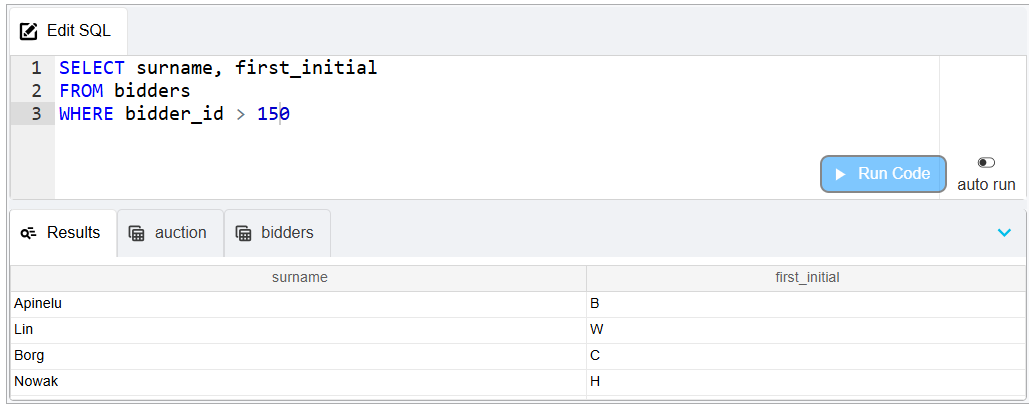 Edit SQL
1 SELECT surname, first_initial
2 FROM bidders
3 WHERE bidder_id > 150
Run Code
auto run
Results auction bidders
surname first_initial
Apinelu B
Lin W
Borg C
Nowak H